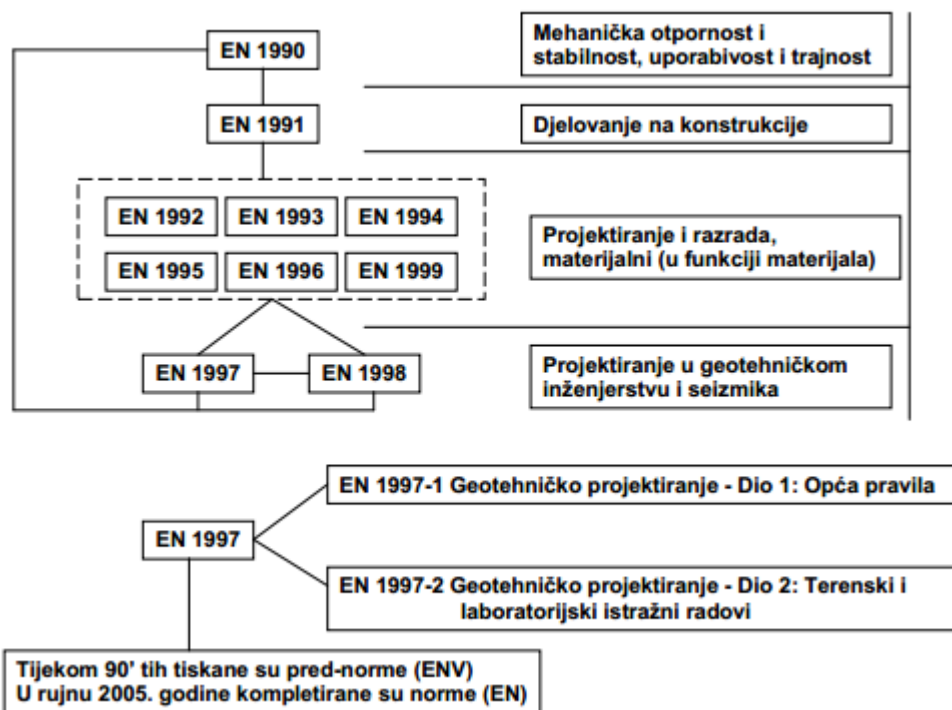 EN 1990
Mehanička otpornost i
stabilnost, uporabivost i trajnost
EN 1991
Djelovanje na konstrukcije
EN 1992
EN 1993
EN 1994
EN 1995
EN 1996
EN 1999
Projektiranje i razrada,
materijalni (u funkciji materijala)
EN 1997
EN 1998
Projektiranje u geotehničkom
inženjerstvu i seizmika
EN 1997-1 Geotehničko projektiranje - Dio 1: Opća pravila
EN 1997
EN 1997-2 Geotehničko projektiranje - Dio 2: Terenski i
laboratorijski istražni radovi
Tijekom 90' tih tiskane su pred-norme (ENV)
U rujnu 2005. godine kompletirane su norme (EN)